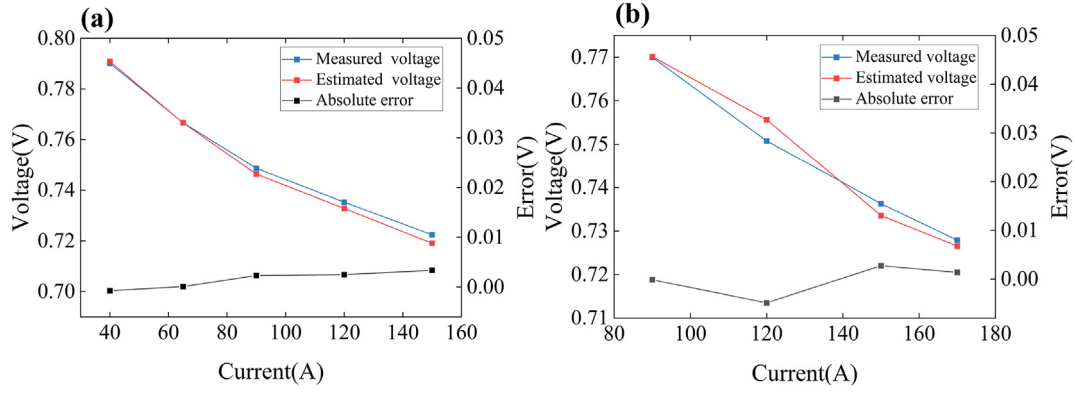 (a)
0.80
0.78
0.76
0.74
0.72
0.70
Voltage(V)
Measured voltage
Estimated voltage
Absolute error
0.05
0.04
0.03
0.02
0.01
0.00
Error(V)
40 60 80 100 120 140 160
Current(A)
(b)
0.77
0.76
0.75
0.74
0.73
0.72
0.71
Voltage(V)
Measured voltage
Estimated voltage
Absolute error
0.05
0.04
0.03
0.02
0.01
0.00
Error(V)
80 100 120 140 160 180
Current(A)